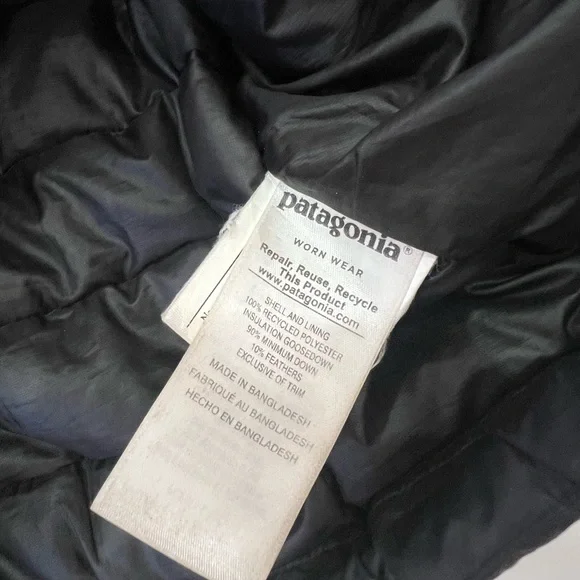 patagonia®
WORN WEAR
Repair, Reuse, Recycle
This Product
www.patagonia.com
SHELL AND LINING
100% RECYCLED POLYESTER
INSULATION GOOSEDOWN
90% MINIMUM DOWN
10% FEATHERS
EXCLUSIVE OF TRIM
MADE IN BANGLADESH
FABRIQUÉ AU BANGLADESH
HECHO EN BANGLADESH